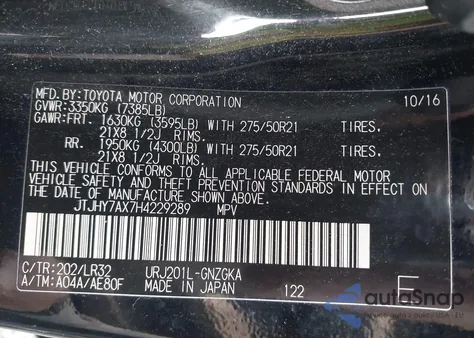 MFD.BY:TOYOTA MOTOR CORPORATION 10/16
GVWR:3350KG (7385LB)
GAWR:FRT. 1630KG (3595LB) WITH 275/50R21 TIRES.
21X8 1/2J RIMS.
RR. 1950KG (4300LB) WITH 275/50R21 TIRES.
21X8 1/2J RIMS.
THIS VEHICLE CONFORMS TO ALL APPLICABLE FEDERAL MOTOR
VEHICLE SAFETY AND THEFT PREVENTION STANDARDS IN EFFECT ON
THE DATE OF MANUFACTURE SHOWN ABOVE.
JTJHY7AX7H4229289 MPV
C/TR:202/LR32 URJ201L-GNZGKA
A/TM:A04A/AE80F MADE IN JAPAN 122 E
autoSnap